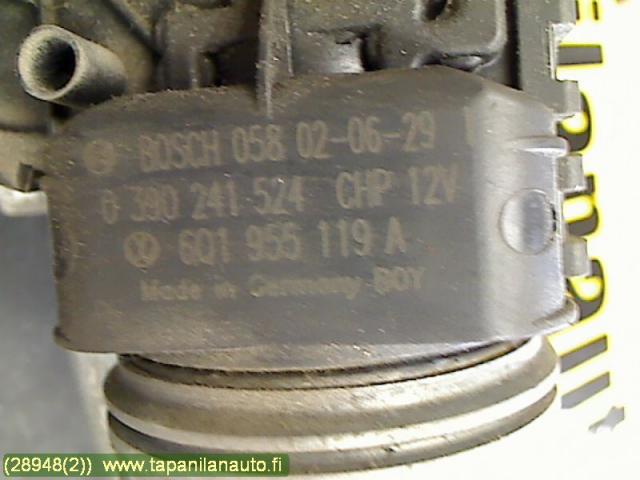 BOSCH 058 02-06-29 1
0 390 241 524 CHP 12V
6Q1 955 119 A
Made in Germany BOY
(28948(2)) www.tapanilanauto.fi